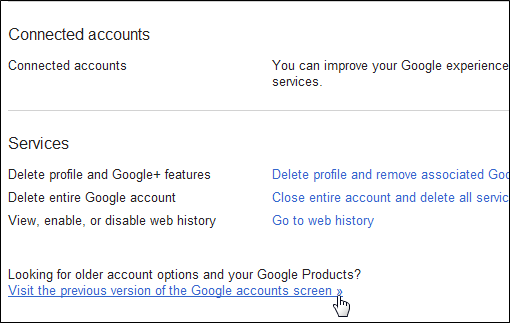 Connected accounts
Connected accounts You can improve your Google experience
services.
Services
Delete profile and Google+ features Delete profile and remove associated Goo
Delete entire Google account Close entire account and delete all servic
View, enable, or disable web history Go to web history
Looking for older account options and your Google Products?
Visit the previous version of the Google accounts screen »